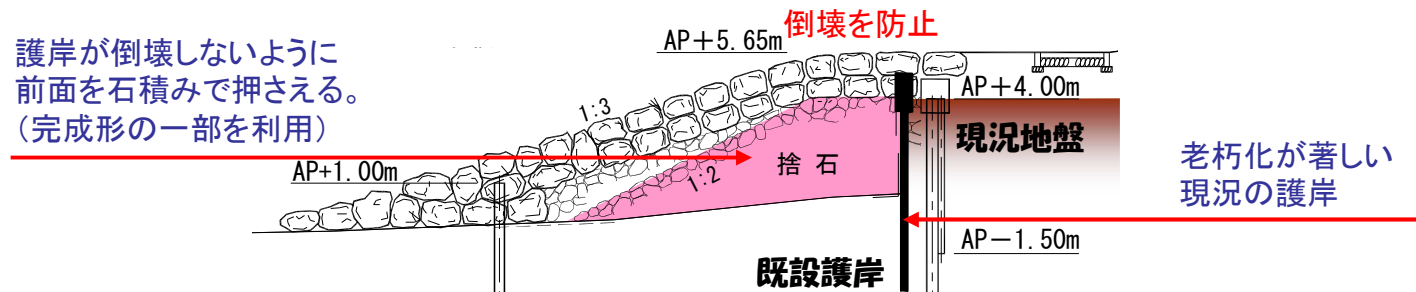 倒壊を防止
AP＋5.65m
護岸が倒壊しないように
前面を石積みで押さえる。
（完成形の一部を利用）
1:3
AP＋4.00m
現況地盤
老朽化が著しい
現況の護岸
AP+1.00m
1:2
捨石
AP－1.50m
既設護岸